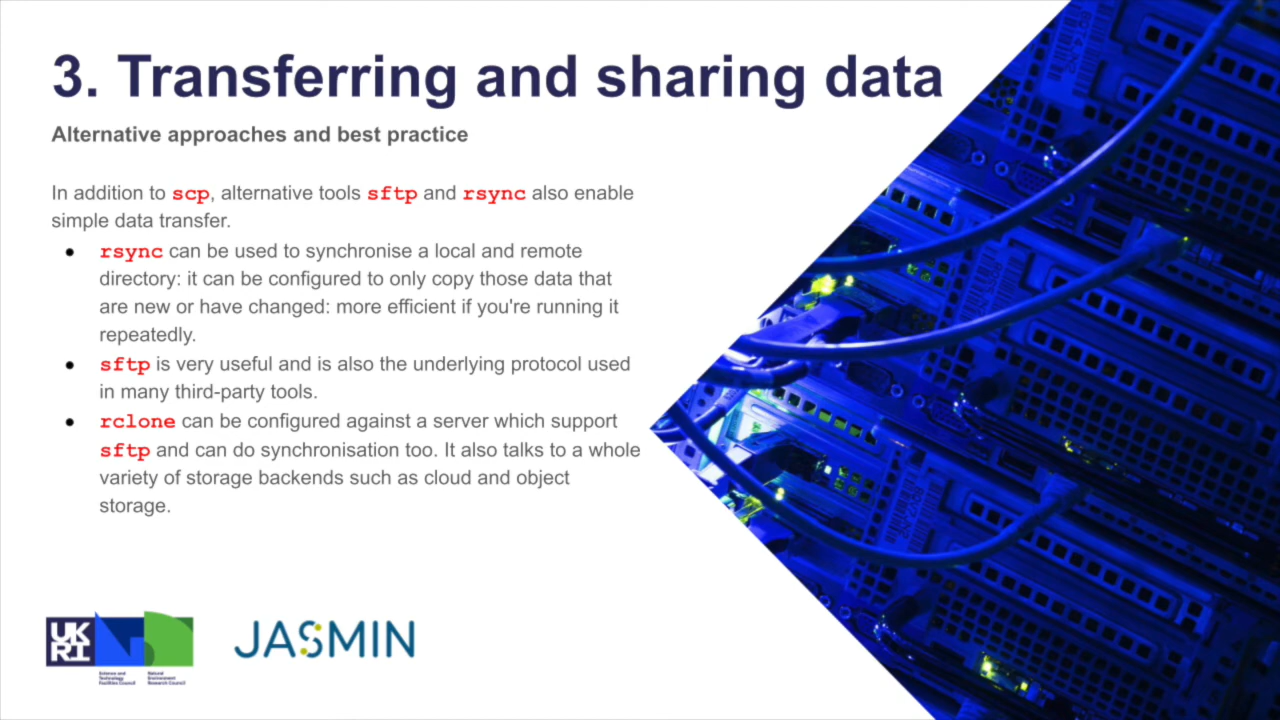 3. Transferring and sharing data
Alternative approaches and best practice
In addition to scp, alternative tools sftp and rsync also enable
simple data transfer.
● rsync can be used to synchronise a local and remote
directory: it can be configured to only copy those data that
are new or have changed: more efficient if you're running it
repeatedly.
● sftp is very useful and is also the underlying protocol used
in many third-party tools.
● rclone can be configured against a server which support
sftp and can do synchronisation too. It also talks to a whole
variety of storage backends such as cloud and object
storage.
UK
RI
Science and
Technology
Facilities Council
Natural
Environment
Research Council
JASMIN